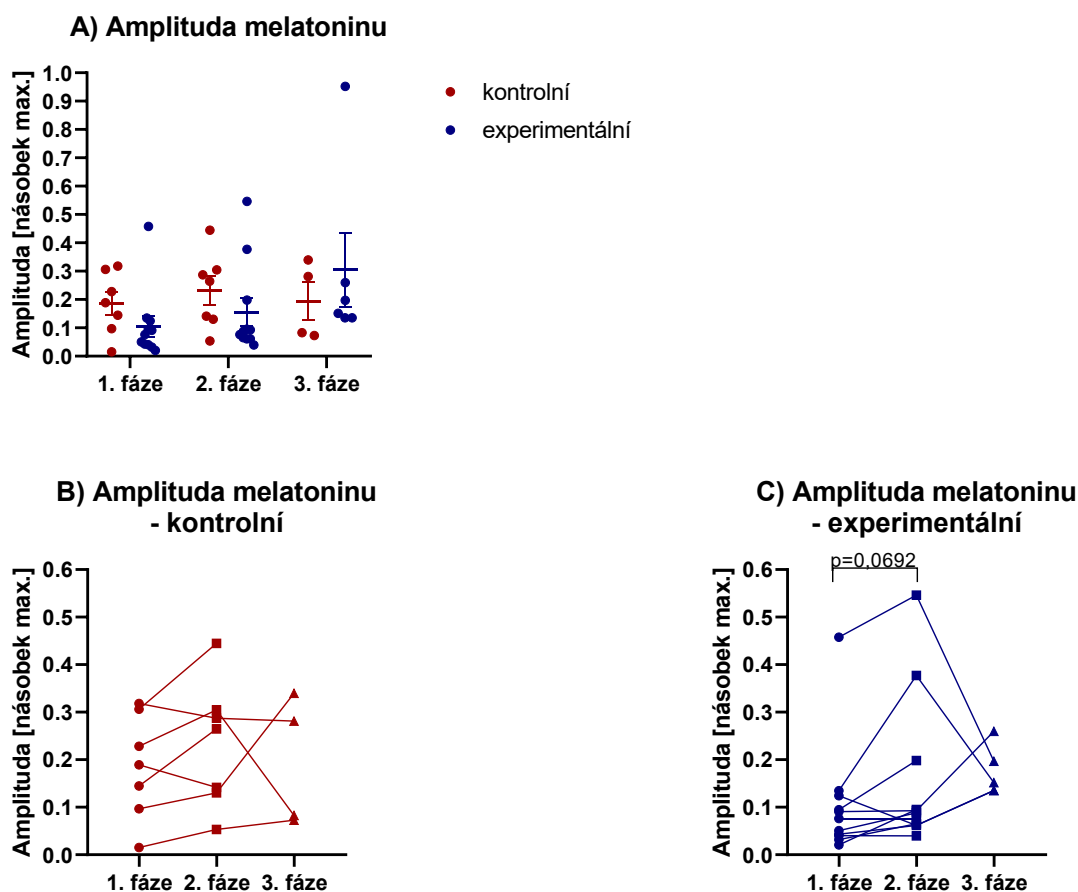 A) Amplituda melatoninu
Amplituda [násobek max.]
1.0
0.9
0.8
0.7
0.6
0.5
0.4
0.3
0.2
0.1
0.0
1. fáze 2. fáze 3. fáze
kontrolní
experimentální
B) Amplituda melatoninu
- kontrolní
Amplituda [násobek max.]
0.6
0.5
0.4
0.3
0.2
0.1
0.0
1. fáze 2. fáze 3. fáze
C) Amplituda melatoninu
- experimentální
p=0,0692
Amplituda [násobek max.]
0.6
0.5
0.4
0.3
0.2
0.1
0.0
1. fáze 2. fáze 3. fáze